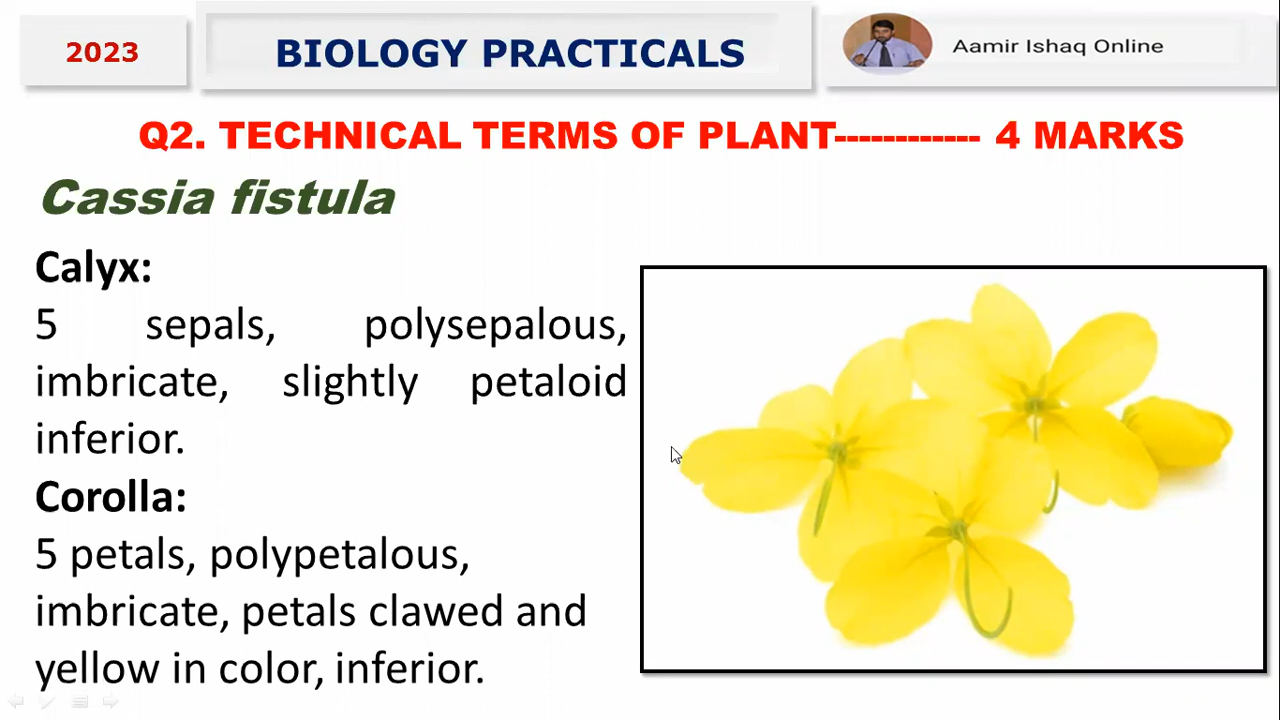 2023
BIOLOGY PRACTICALS
Aamir Ishaq Online
Q2. TECHNICAL TERMS OF PLANT------------ 4 MARKS
Cassia fistula
Calyx:
5 sepals, polysepalous,
imbricate, slightly petaloid
inferior.
Corolla:
5 petals, polypetalous,
imbricate, petals clawed and
yellow in color, inferior.